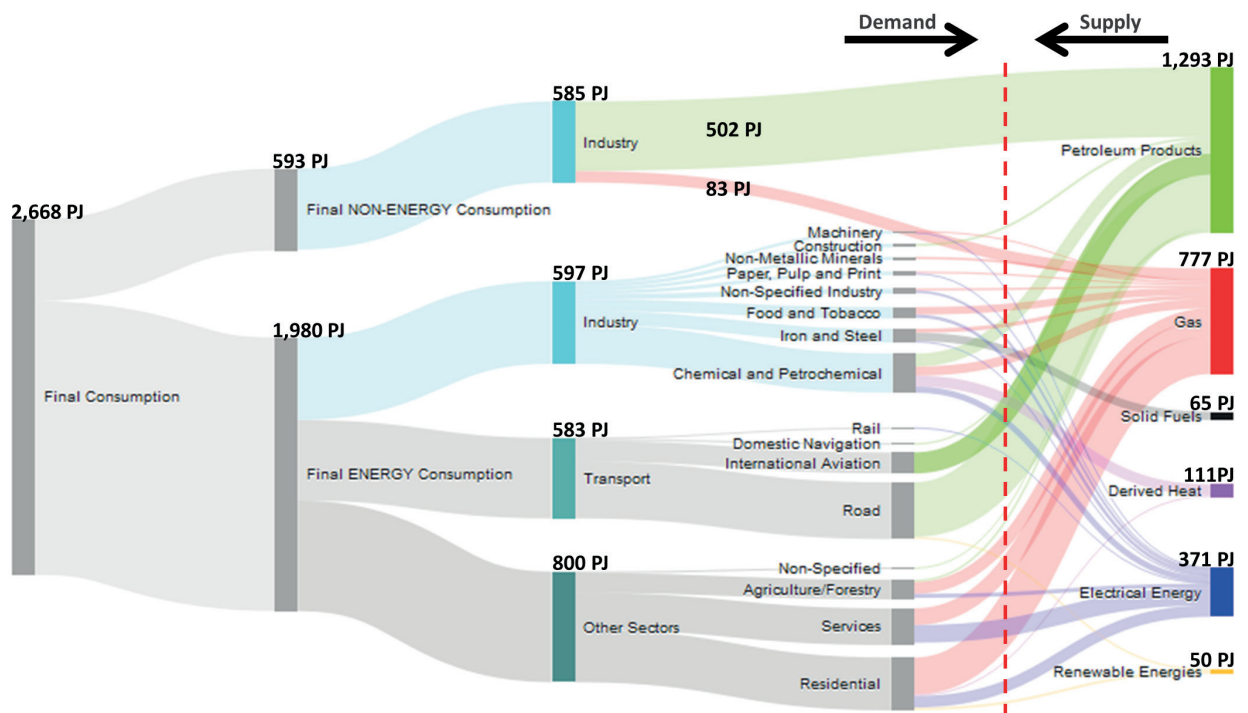 Demand
Supply
1,293 PJ
585 PJ
502 PJ
Industry
Petroleum Products
593 PJ
83 PJ
2,668 PJ
Final NON-ENERGY Consumption
Machinery
Construction
Non-Metallic Minerals
777 PJ
Paper, Pulp and Print
597 PJ
Non-Specified Industry
Food and Tobacco
Industry
Gas
1,980 PJ
Iron and Steel
Chemical and Petrochemical
Final Consumption
65 PJ
Solid Fuels
583 PJ
Rail
Domestic Navigation
International Aviation
Final ENERGY Consumption
Transport
111PJ
Derived Heat
Road
800 PJ
Non-Specified
371 PJ
Agriculture/Forestry
Electrical Energy
Other Sectors
Services
50 PJ
Renewable Energies
Residential